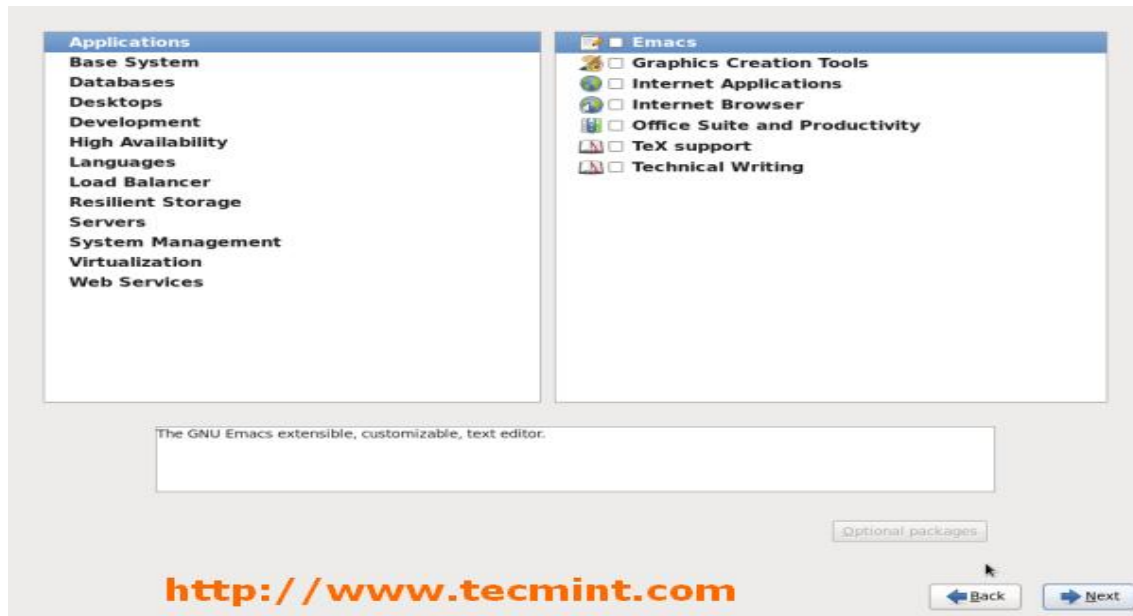 Applications
Base System
Databases
Desktops
Development
High Availability
Languages
Load Balancer
Resilient Storage
Servers
System Management
Virtualization
Web Services
Emacs
Graphics Creation Tools
Internet Applications
Internet Browser
Office Suite and Productivity
TeX support
Technical Writing
The GNU Emacs extensible, customizable, text editor.
Optional packages
http://www.tecmint.com
Back
Next